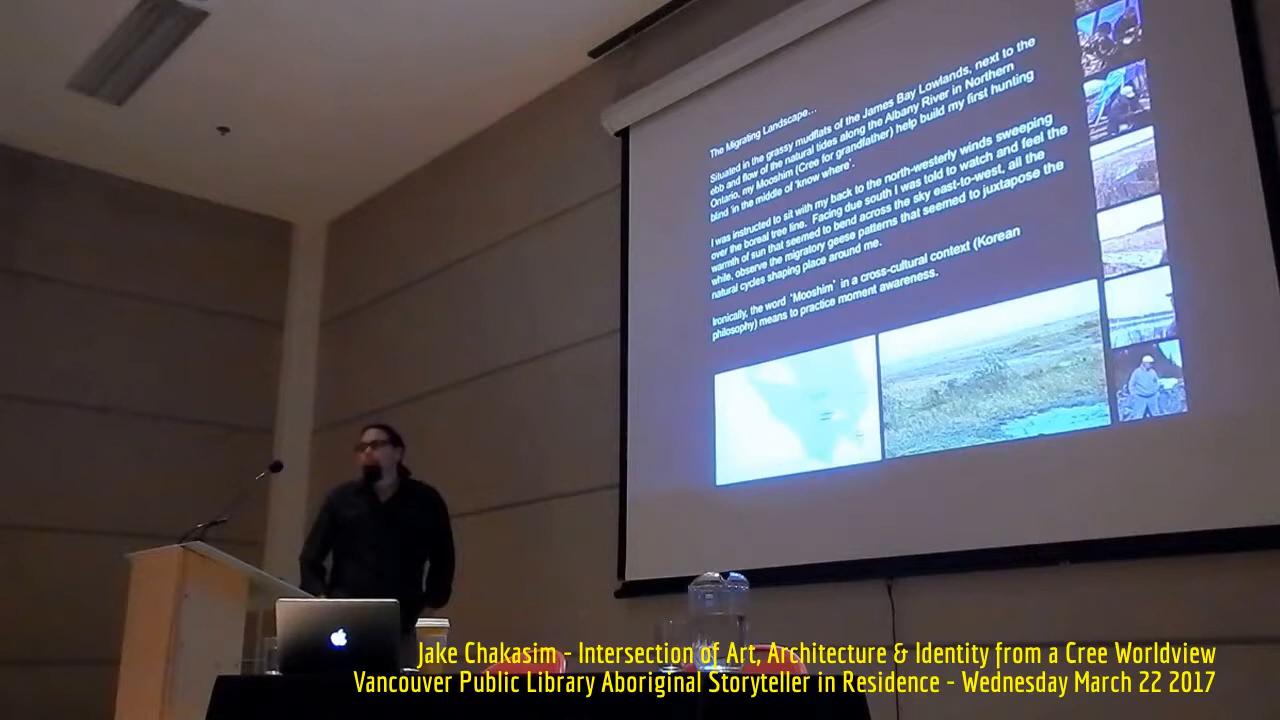 The Migrating Landscape...
Situated in the grassy mudflats of the James Bay Lowlands, next to the
ebb and flow of the natural tides along the Albany River in Northern
Ontario, my Mooshim (Cree for grandfather) help build my first hunting
blind 'in the middle of 'know where'.
I was instructed to sit with my back to the north-westerly winds sweeping
over the boreal tree line. Facing due south I was told to watch and feel the
warmth of sun that seemed to bend across the sky east-to-west, all the
while, observe the migratory geese patterns that seemed to juxtapose the
natural cycles shaping place around me.
Ironically, the word 'Mooshim' in a cross-cultural context (Korean
philosophy) means to practice moment awareness.
Jake Chakasim - Intersection of Art, Architecture & Identity from a Cree Worldview
Vancouver Public Library Aboriginal Storyteller in Residence - Wednesday March 22 2017